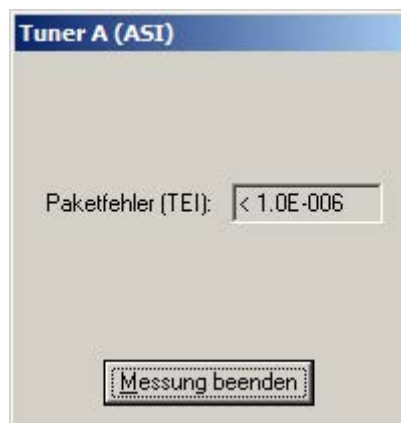 Tuner A (ASI)
Paketfehler (TEI): < 1.0E-006
Messung beenden